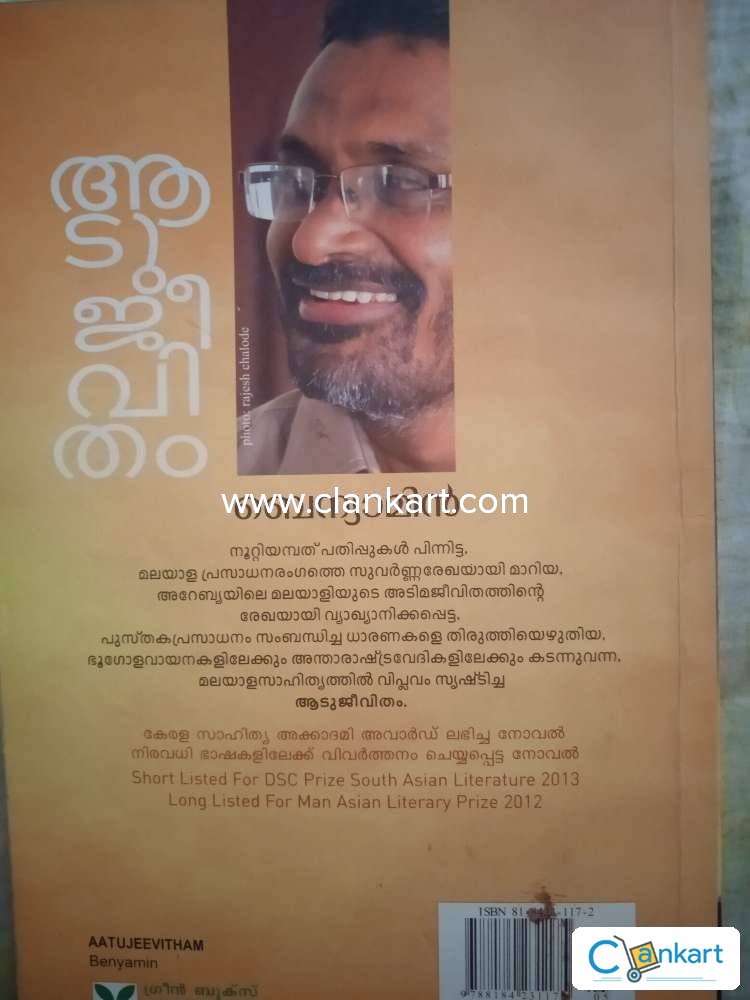 ആ
ടു
ജീ
വി
തം
photo: rajesh chalode
www.clankart.com
ബെന്യാമിൻ
നൂറ്റിയമ്പത് പതിപ്പുകൾ പിന്നിട്ട,
മലയാള പ്രസാധനരംഗത്തെ സുവർണ്ണരേഖയായി മാറിയ,
അറേബ്യയിലെ മലയാളിയുടെ അടിമജീവിതത്തിന്റെ
രേഖയായി വ്യാഖ്യാനിക്കപ്പെട്ട,
പുസ്തകപ്രസാധനം സംബന്ധിച്ച ധാരണകളെ തിരുത്തിയെഴുതിയ,
ഭൂഗോളവായനകളിലേക്കും അന്താരാഷ്ട്രവേദികളിലേക്കും കടന്നുവന്ന,
മലയാളസാഹിത്യത്തിൽ വിപ്ലവം സൃഷ്ടിച്ച
ആടുജീവിതം.
കേരള സാഹിത്യ അക്കാദമി അവാർഡ് ലഭിച്ച നോവൽ
നിരവധി ഭാഷകളിലേക്ക് വിവർത്തനം ചെയ്യപ്പെട്ട നോവൽ
Short Listed For DSC Prize South Asian Literature 2013
Long Listed For Man Asian Literary Prize 2012
ISBN 81-
-117-2
AATUJEEVITHAM
Benyamin
ഗ്രീൻ ബുക്സ്
Clankart